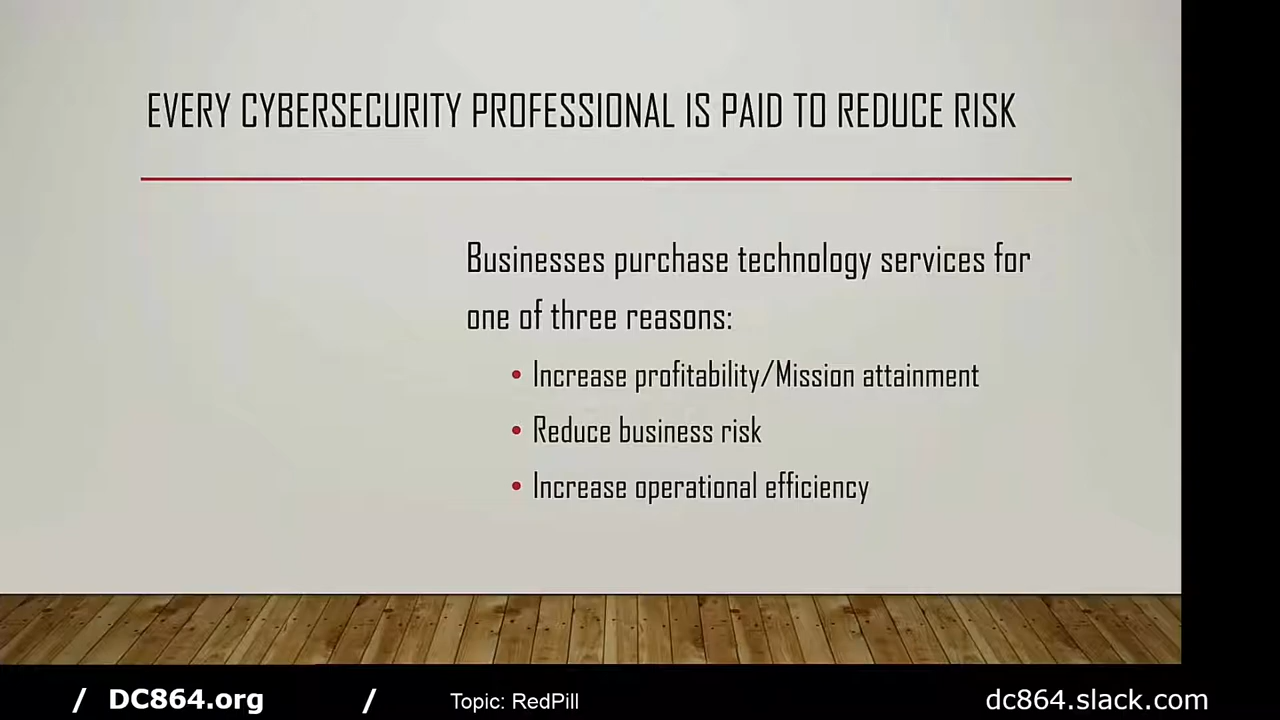 EVERY CYBERSECURITY PROFESSIONAL IS PAID TO REDUCE RISK
Businesses purchase technology services for
one of three reasons:
• Increase profitability/Mission attainment
• Reduce business risk
• Increase operational efficiency
/ DC864.org / Topic: RedPill dc864.slack.com